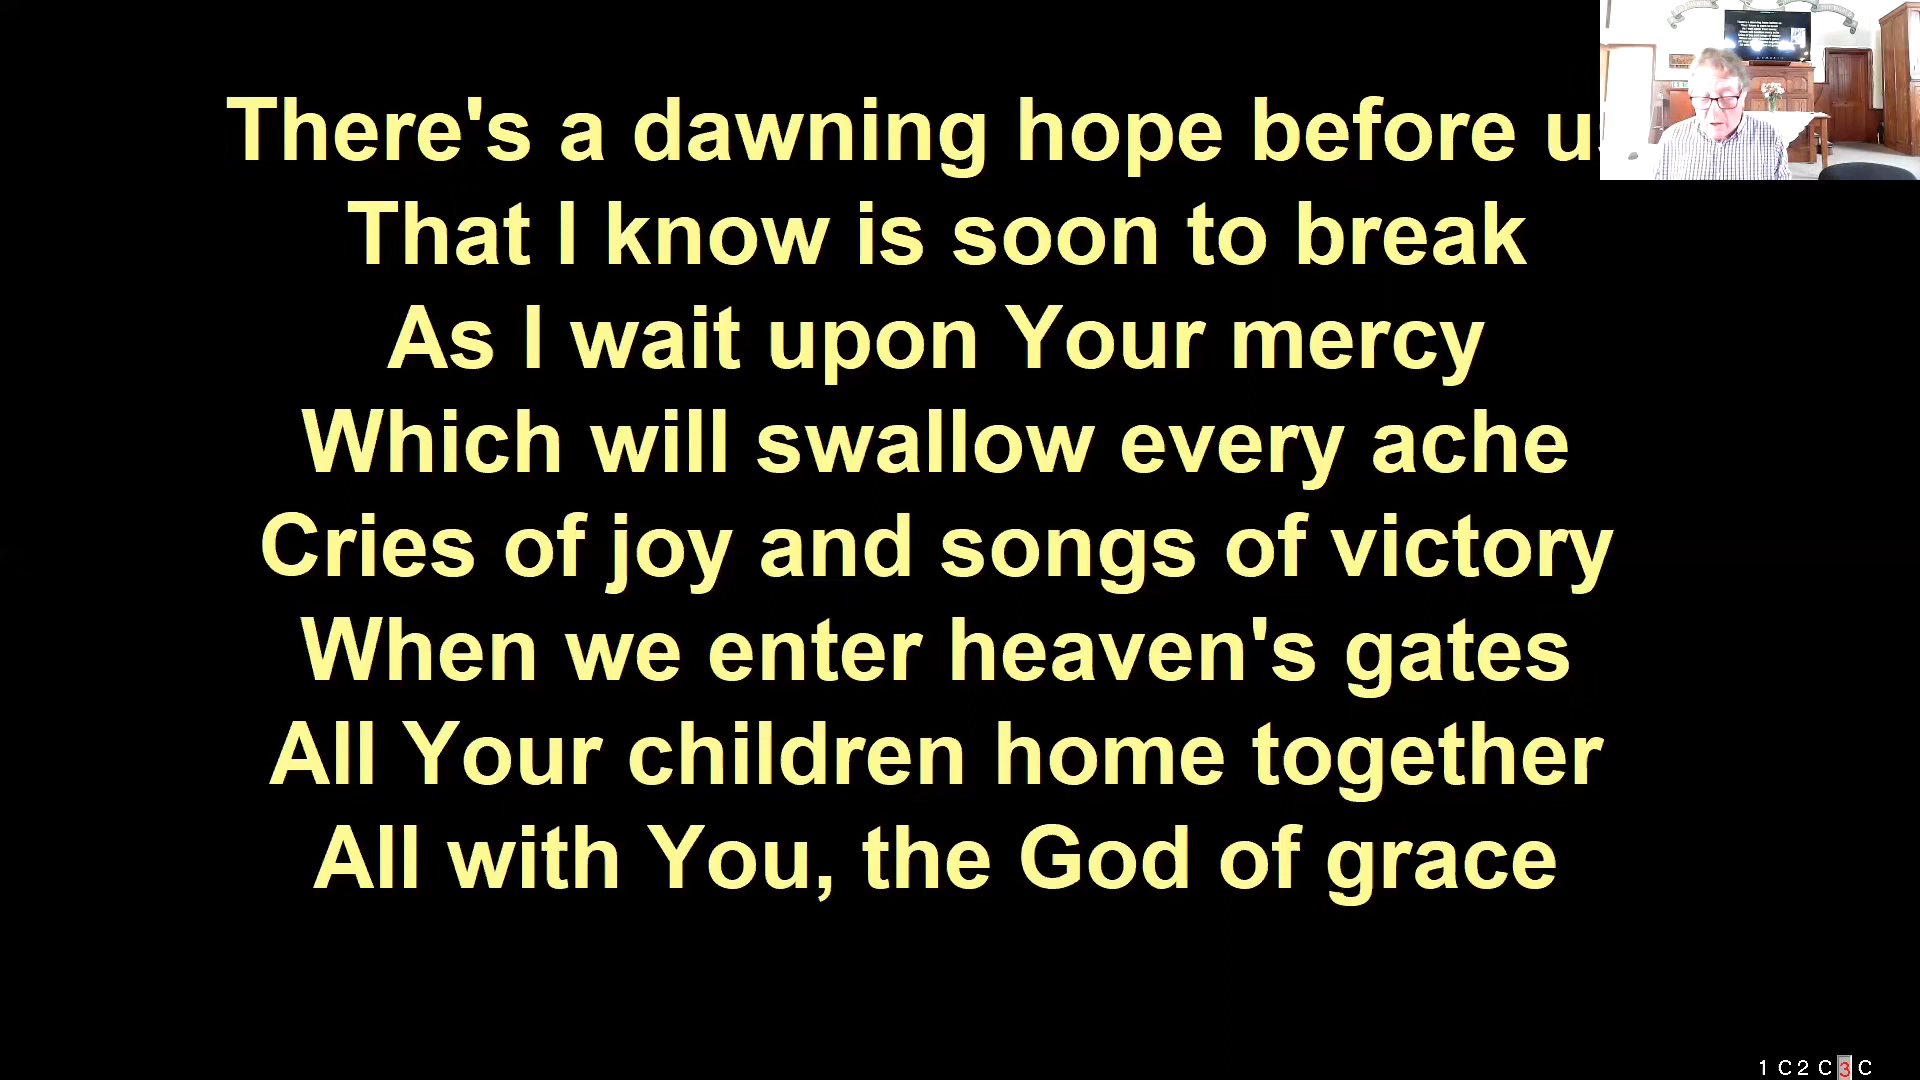 There's a dawning hope before
That I know is soon to break
As I wait upon Your mercy
Which will swallow every ache
Cries of joy and songs of victory
When we enter heaven's gates
All Your children home together
All with You, the God of grace
1 C 2 C 3 C